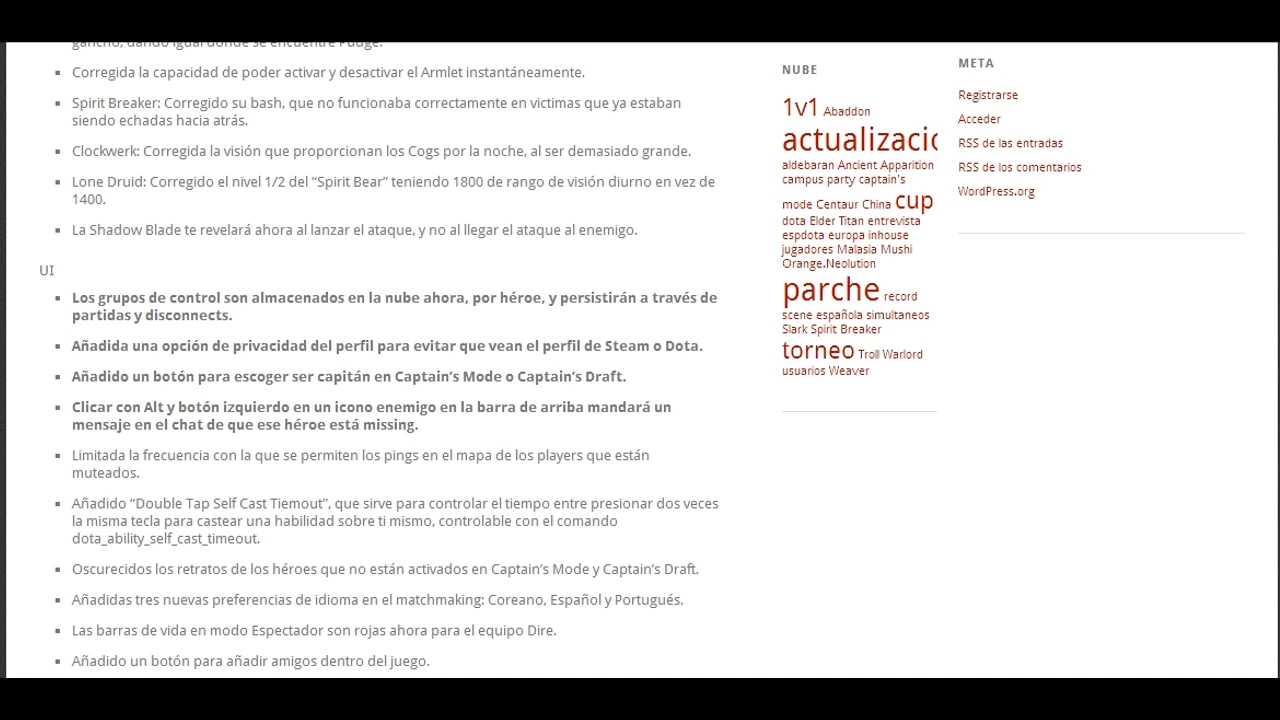 gancho, dando igual donde se encuentre Pudge.
Corregida la capacidad de poder activar y desactivar el Armlet instantáneamente.
Spirit Breaker: Corregido su bash, que no funcionaba correctamente en victimas que ya estaban
siendo echadas hacia atrás.
Clockwerk: Corregida la visión que proporcionan los Cogs por la noche, al ser demasiado grande.
Lone Druid: Corregido el nivel 1/2 del “Spirit Bear” teniendo 1800 de rango de visión diurno en vez de
1400.
La Shadow Blade te revelará ahora al lanzar el ataque, y no al llegar el ataque al enemigo.
UI
Los grupos de control son almacenados en la nube ahora, por héroe, y persistirán a través de
partidas y disconnects.
Añadida una opción de privacidad del perfil para evitar que vean el perfil de Steam o Dota.
Añadido un botón para escoger ser capitán en Captain’s Mode o Captain’s Draft.
Clicar con Alt y botón izquierdo en un icono enemigo en la barra de arriba mandará un
mensaje en el chat de que ese héroe está missing.
Limitada la frecuencia con la que se permiten los pings en el mapa de los players que están
muteados.
Añadido “Double Tap Self Cast Tiemout”, que sirve para controlar el tiempo entre presionar dos veces
la misma tecla para castear una habilidad sobre ti mismo, controlable con el comando
dota_ability_self_cast_timeout.
Oscurecidos los retratos de los héroes que no están activados en Captain’s Mode y Captain’s Draft.
Añadidas tres nuevas preferencias de idioma en el matchmaking: Coreano, Español y Portugués.
Las barras de vida en modo Espectador son rojas ahora para el equipo Dire.
Añadido un botón para añadir amigos dentro del juego.
NUBE
1v1 Abaddon
actualizacio
aldebaran Ancient Apparition
campus party captain's
mode Centaur China cup
dota Elder Titan entrevista
espdota europa inhouse
jugadores Malasia Mushi
Orange.Neolution
parche record
scene española simultaneos
Slark Spirit Breaker
torneo Troll Warlord
usuarios Weaver
META
Registrarse
Acceder
RSS de las entradas
RSS de los comentarios
WordPress.org